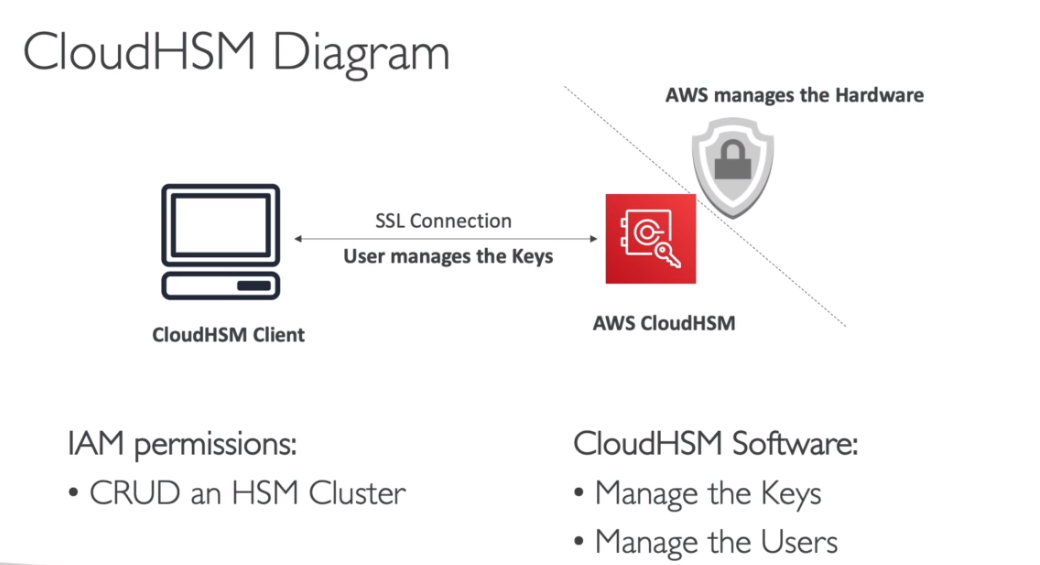 CloudHSM Diagram
AWS manages the Hardware
SSL Connection
User manages the Keys
CloudHSM Client
AWS CloudHSM
IAM permissions:
• CRUD an HSM Cluster
CloudHSM Software:
• Manage the Keys
• Manage the Users